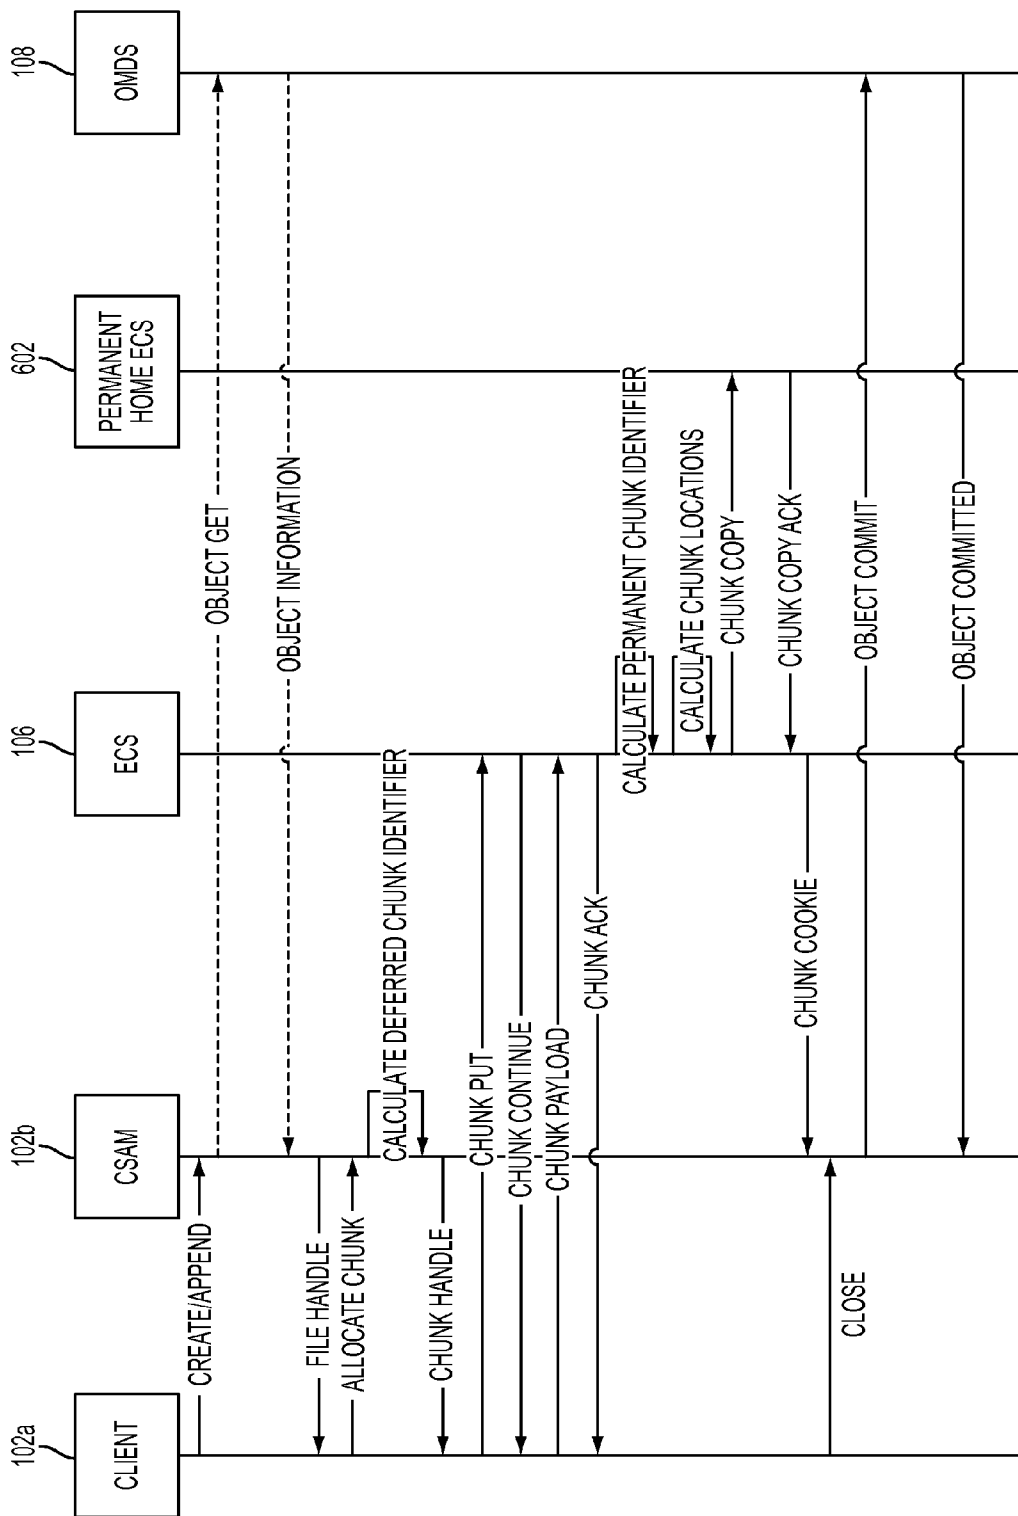 102a
CLIENT
102b
CSAM
106
ECS
602
PERMANENT
HOME ECS
108
OMDS
CREATE/APPEND
OBJECT GET
OBJECT INFORMATION
FILE HANDLE
ALLOCATE CHUNK
CALCULATE DEFERRED CHUNK IDENTIFIER
CHUNK HANDLE
CHUNK PUT
CHUNK CONTINUE
CHUNK PAYLOAD
CHUNK ACK
CALCULATE PERMANENT CHUNK IDENTIFIER
CALCULATE CHUNK LOCATIONS
CHUNK COPY
CHUNK COPY ACK
CHUNK COOKIE
CLOSE
OBJECT COMMIT
OBJECT COMMITTED